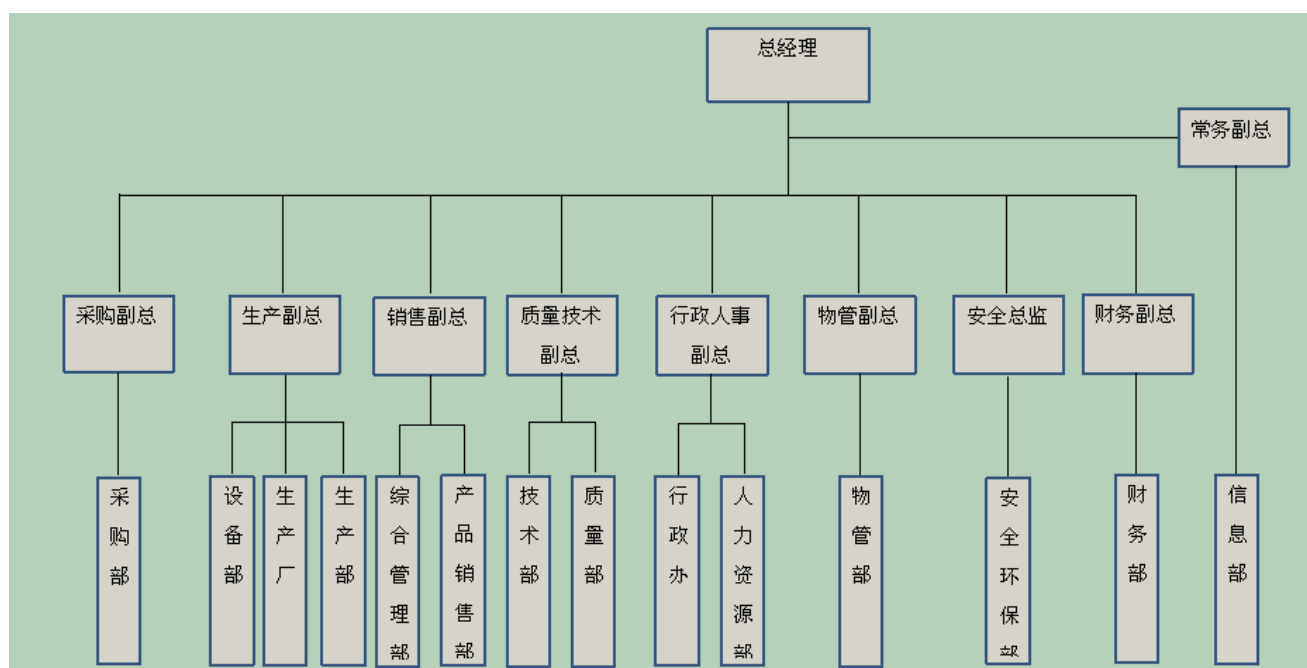 总经理
常务副总
采购副总
生产副总
销售副总
质量技术
副总
行政人事
副总
物管副总
安全总监
财务副总
采购部
设备部
生产厂
生产部
综合管理部
产品销售部
技术部
质量部
行政办
人力资源部
物管部
安全环保部
财务部
信息部